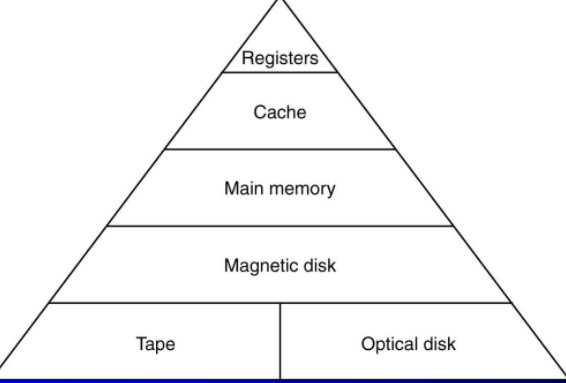 Registers
Cache
Main memory
Magnetic disk
Tape
Optical disk